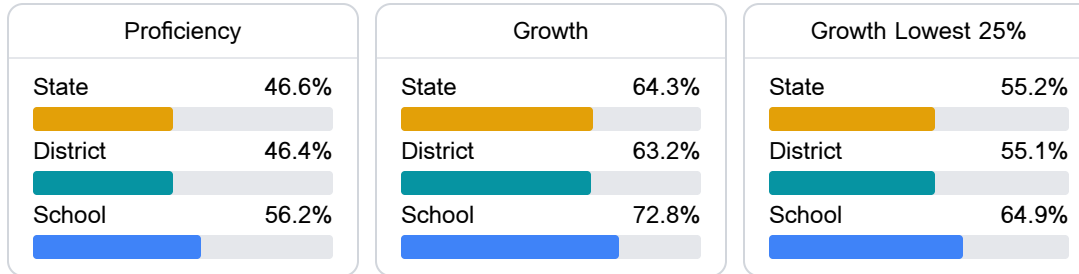 Proficiency
State 46.6%
District 46.4%
School 56.2%
Growth
State 64.3%
District 63.2%
School 72.8%
Growth Lowest 25%
State 55.2%
District 55.1%
School 64.9%